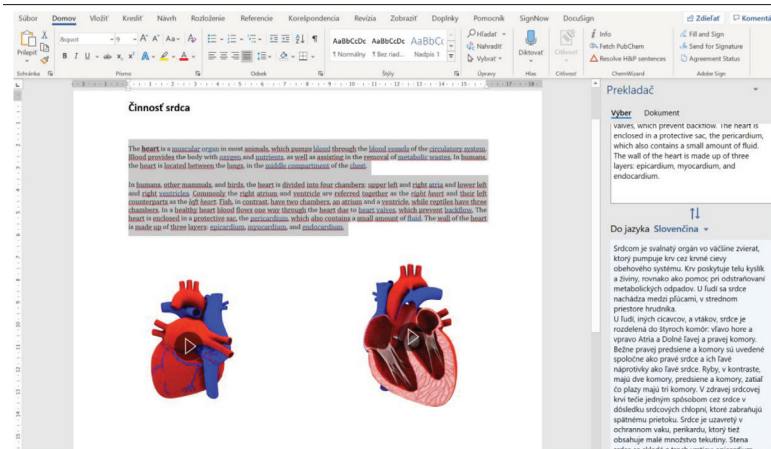 Súbor Domov Vložiť Kresliť Návrh Rozloženie Referencie Korešpondencia Revízia Zobraziť Doplnky Pomocník SignNow DocuSign Zdieľať Komentá
Prilepiť
Asquot 9
Schránka
Písmo
Odsek
AaBbCcDc AaBbCcDc AaBbCc
¶ Normálny ¶ Bez riad... Nadpis 1
Štýly
Hľadať
Nahradiť
Vybrať
Úpravy
Diktovať
Hlas
Citlivosť
Citlivosť
Info
Fetch PubChem
Resolve H&P sentences
ChemWizard
Fill and Sign
Send for Signature
Agreement Status
Adobe Sign
Činnosť srdca
The heart is a muscular organ in most animals, which pumps blood through the blood vessels of the circulatory system.
Blood provides the body with oxygen and nutrients, as well as assisting in the removal of metabolic wastes. In humans,
the heart is located between the lungs, in the middle compartment of the chest.
In humans, other mammals, and birds, the heart is divided into four chambers: upper left and right atria and lower left
and right ventricles. Commonly the right atrium and ventricle are referred together as the right heart and their left
counterparts as the left heart. Fish, in contrast, have two chambers, an atrium and a ventricle, while reptiles have three
chambers. In a healthy heart blood flows one way through the heart due to heart valves, which prevent backflow. The
heart is enclosed in a protective sac, the pericardium, which also contains a small amount of fluid. The wall of the heart
is made up of three layers: epicardium, myocardium, and endocardium.
Prekladač
Výber Dokument
valves, which prevent backflow. The heart is
enclosed in a protective sac, the pericardium,
which also contains a small amount of fluid.
The wall of the heart is made up of three
layers: epicardium, myocardium, and
endocardium.
Do jazyka Slovenčina
Srdcom je svalnatý orgán vo väčšine zvierat,
ktorý pumpuje krv cez krvné cievy
obehového systému. Krv poskytuje telu kyslík
a živiny, rovnako ako pomoc pri odstraňovaní
metabolických odpadov. U ľudí sa srdce
nachádza medzi pľúcami, v strednom
priestore hrudníka.
U ľudí, iných cicavcov, a vtákov, srdce je
rozdelená do štyroch komôr: vľavo hore a
vpravo Atria a Dolné ľavej a pravej komory.
Bežne pravej predsiene a komory sú uvedené
spoločne ako pravé srdce a ich ľavé
náprotivky ako ľavé srdce. Ryby, v kontraste,
majú dve komory, predsiene a komory, zatiaľ
čo plazy majú tri komory. V zdravej srdcovej
krvi tečie jedným spôsobom cez srdce v
dôsledku srdcových chlopní, ktoré zabraňujú
spätnému prietoku. Srdce je uzavretý v
ochrannom vaku, perikardu, ktorý tiež
obsahuje malé množstvo tekutiny. Stena